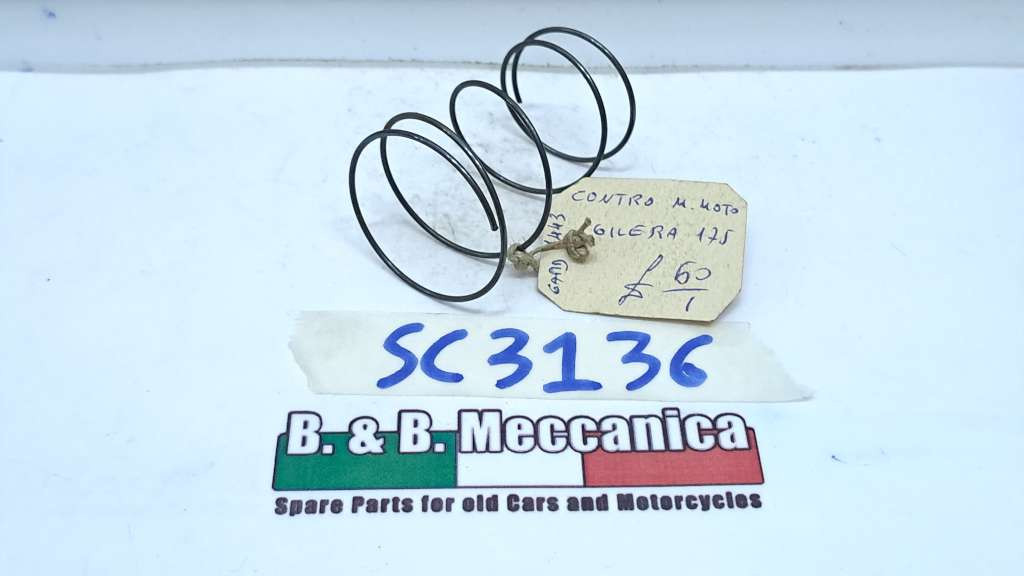 CONTRO M. MOTO
GILERA 175
£ 60/1
SC3136
B. & B. Meccanica
Spare Parts for old Cars and Motorcycles